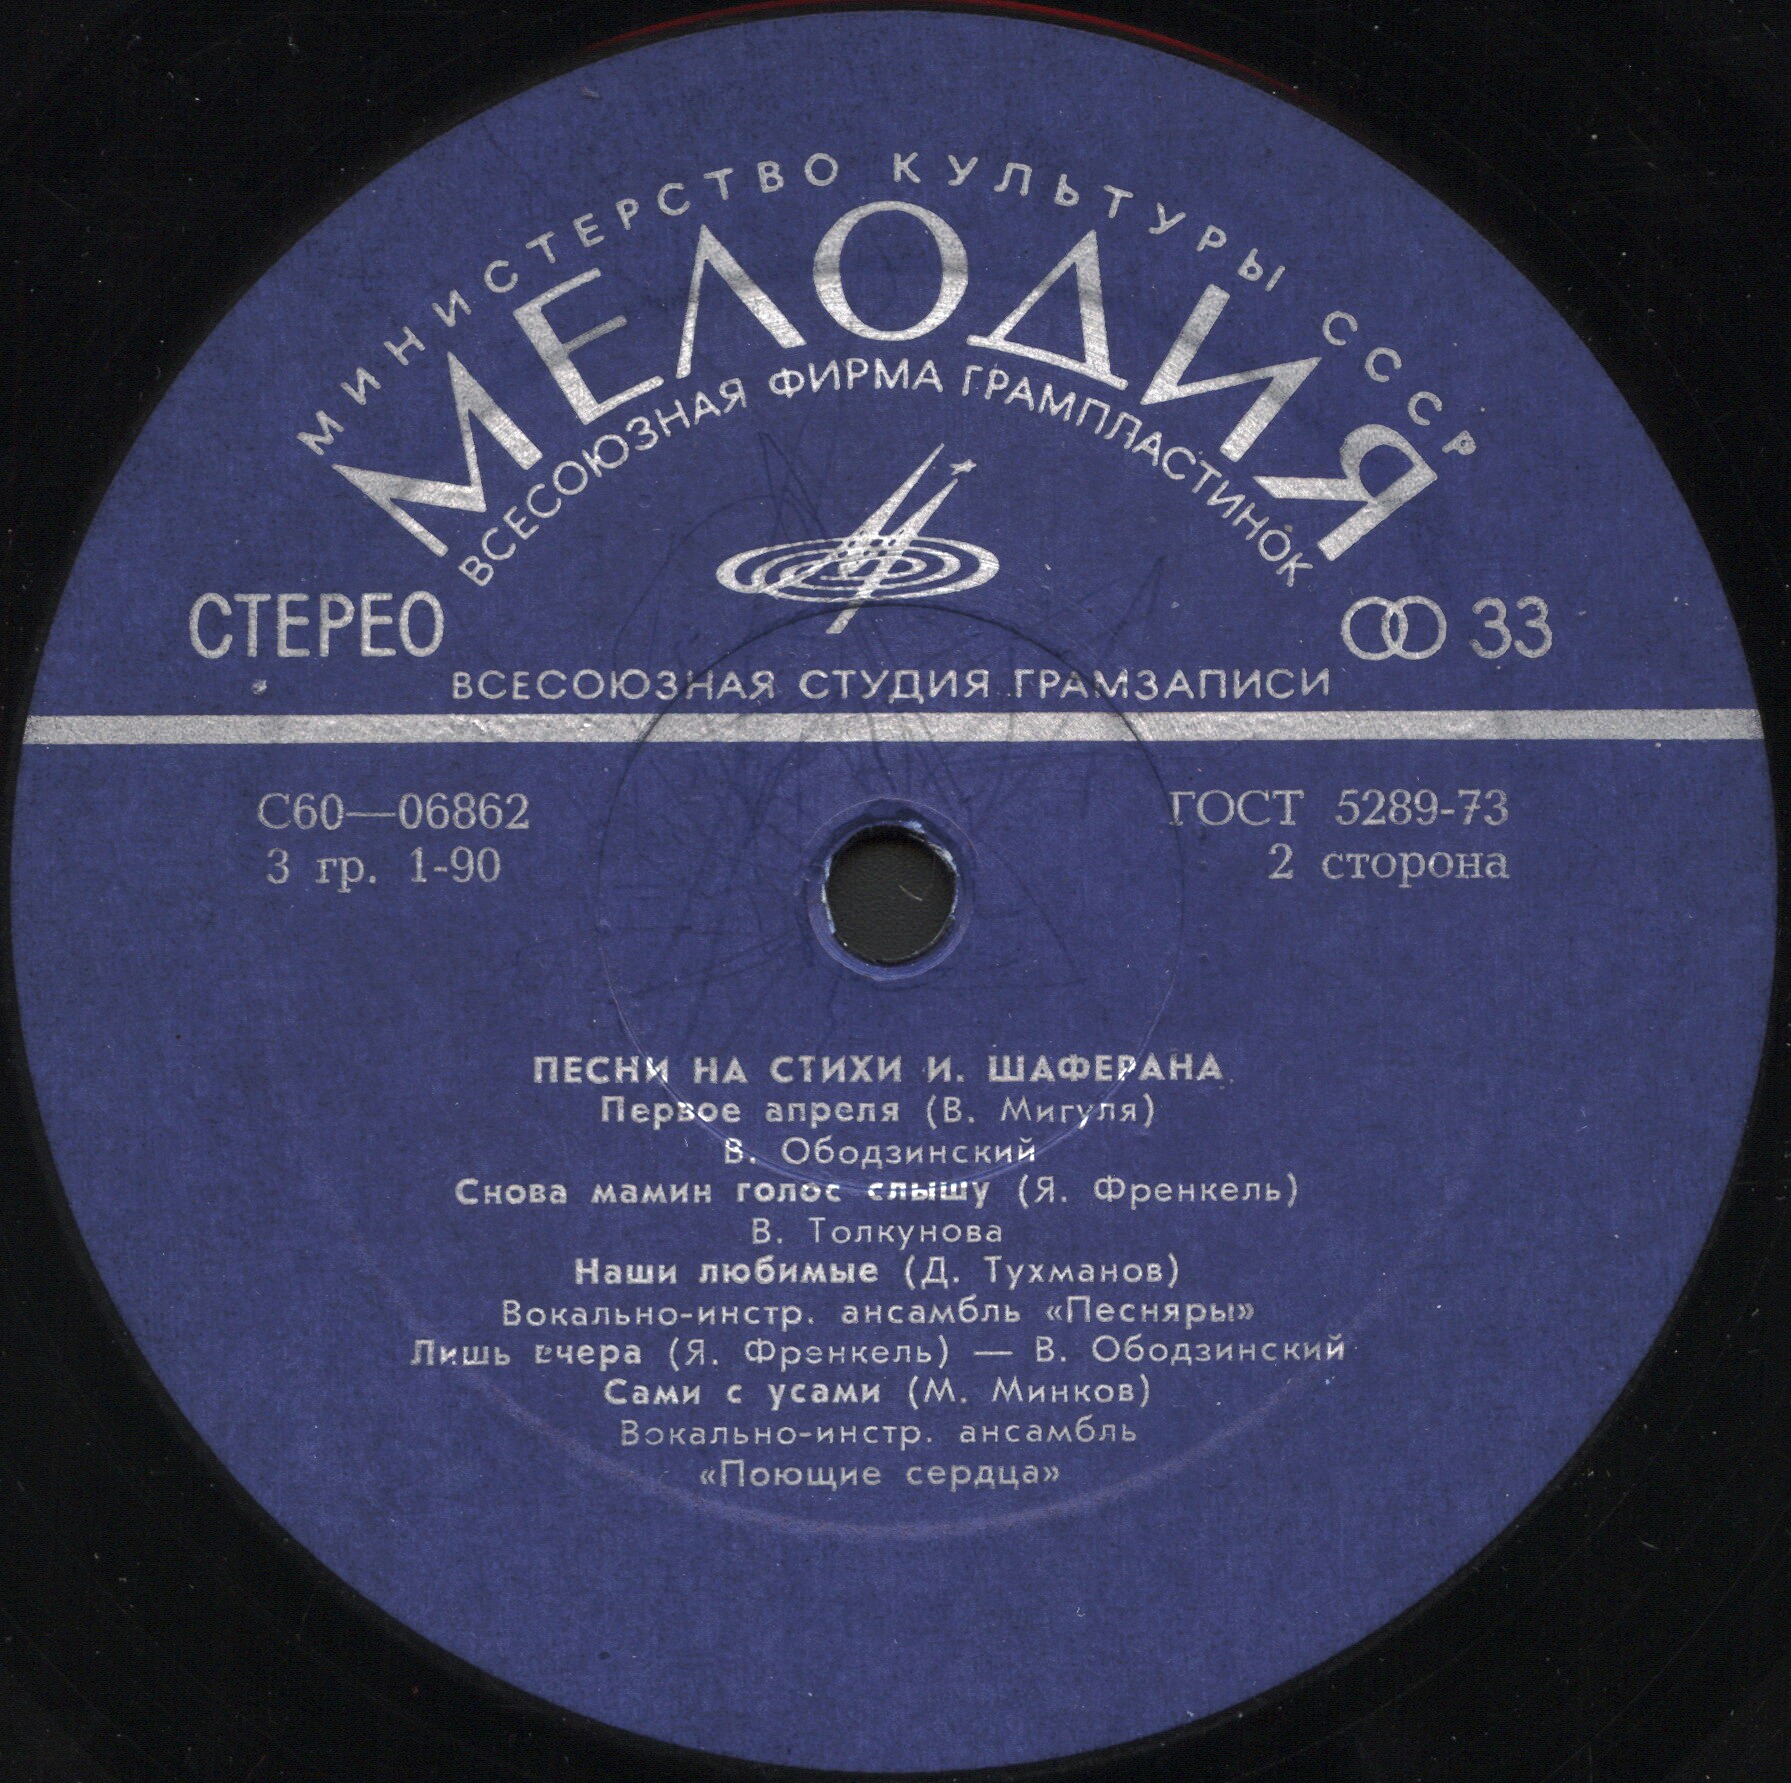 МИНИСТЕРСТВО КУЛЬТУРЫ СССР
МЕЛОДИЯ
ВСЕСОЮЗНАЯ ФИРМА ГРАМПЛАСТИНОК
СТЕРЕО
33
ВСЕСОЮЗНАЯ СТУДИЯ ГРАМЗАПИСИ
С60—06862
ГОСТ 5289-73
3 гр. 1-90
2 сторона
ПЕСНИ НА СТИХИ И. ШАФЕРАНА
Первое апреля (В. Мигуля)
В. Ободзинский
Снова мамин голос слышу (Я. Френкель)
В. Толкунова
Наши любимые (Д. Тухманов)
Вокально-инстр. ансамбль «Песняры»
Лишь вчера (Я. Френкель) — В. Ободзинский
Сами с усами (М. Минков)
Вокально-инстр. ансамбль
«Поющие сердца»